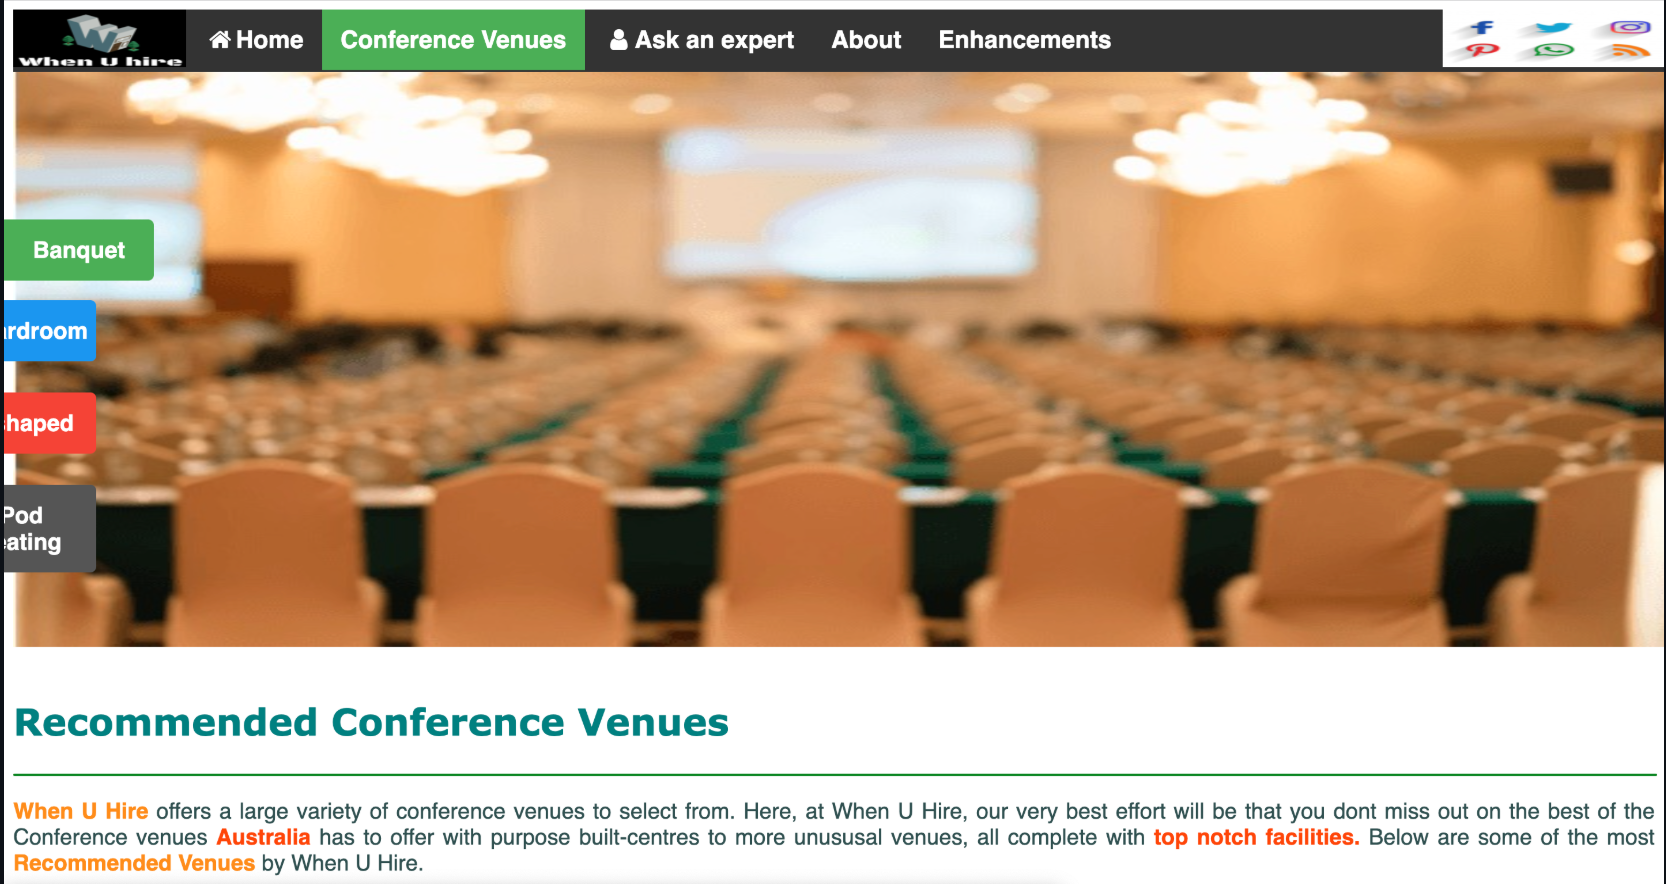 When U hire
Home
Conference Venues
Ask an expert
About
Enhancements
Banquet
ardroom
haped
Pod
eating
Recommended Conference Venues
When U Hire offers a large variety of conference venues to select from. Here, at When U Hire, our very best effort will be that you dont miss out on the best of the
Conference venues Australia has to offer with purpose built-centres to more unususal venues, all complete with top notch facilities. Below are some of the most
Recommended Venues by When U Hire.